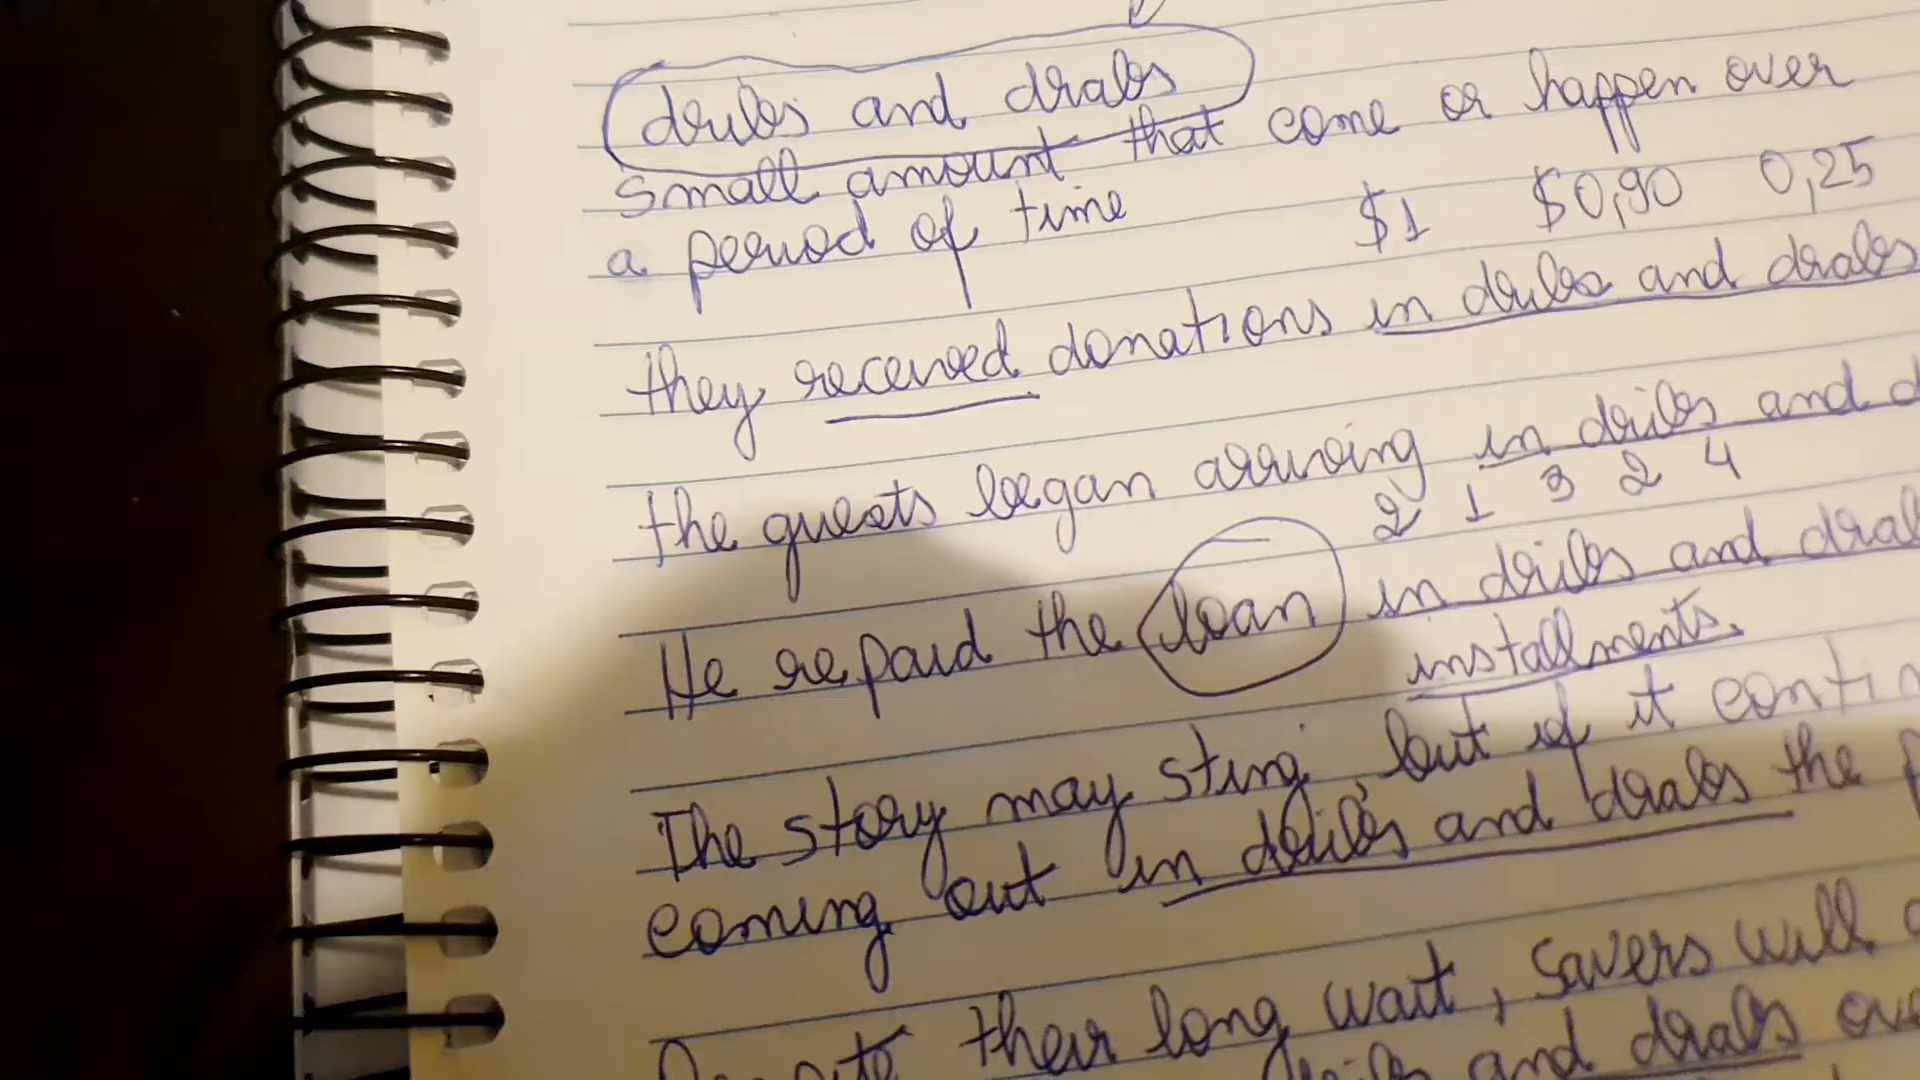 dribs and drabs
small amount that come or happen over
a period of time $1 $0,90 0,25
they received donations in dribs and drabs
the guests began arriving in dribs and
2 1 3 2 4
He repaid the loan in dribs and drab
installments.
The story may sting, but if it contin
coming out in dribs and drabs the
their long wait, savers will
and drabs